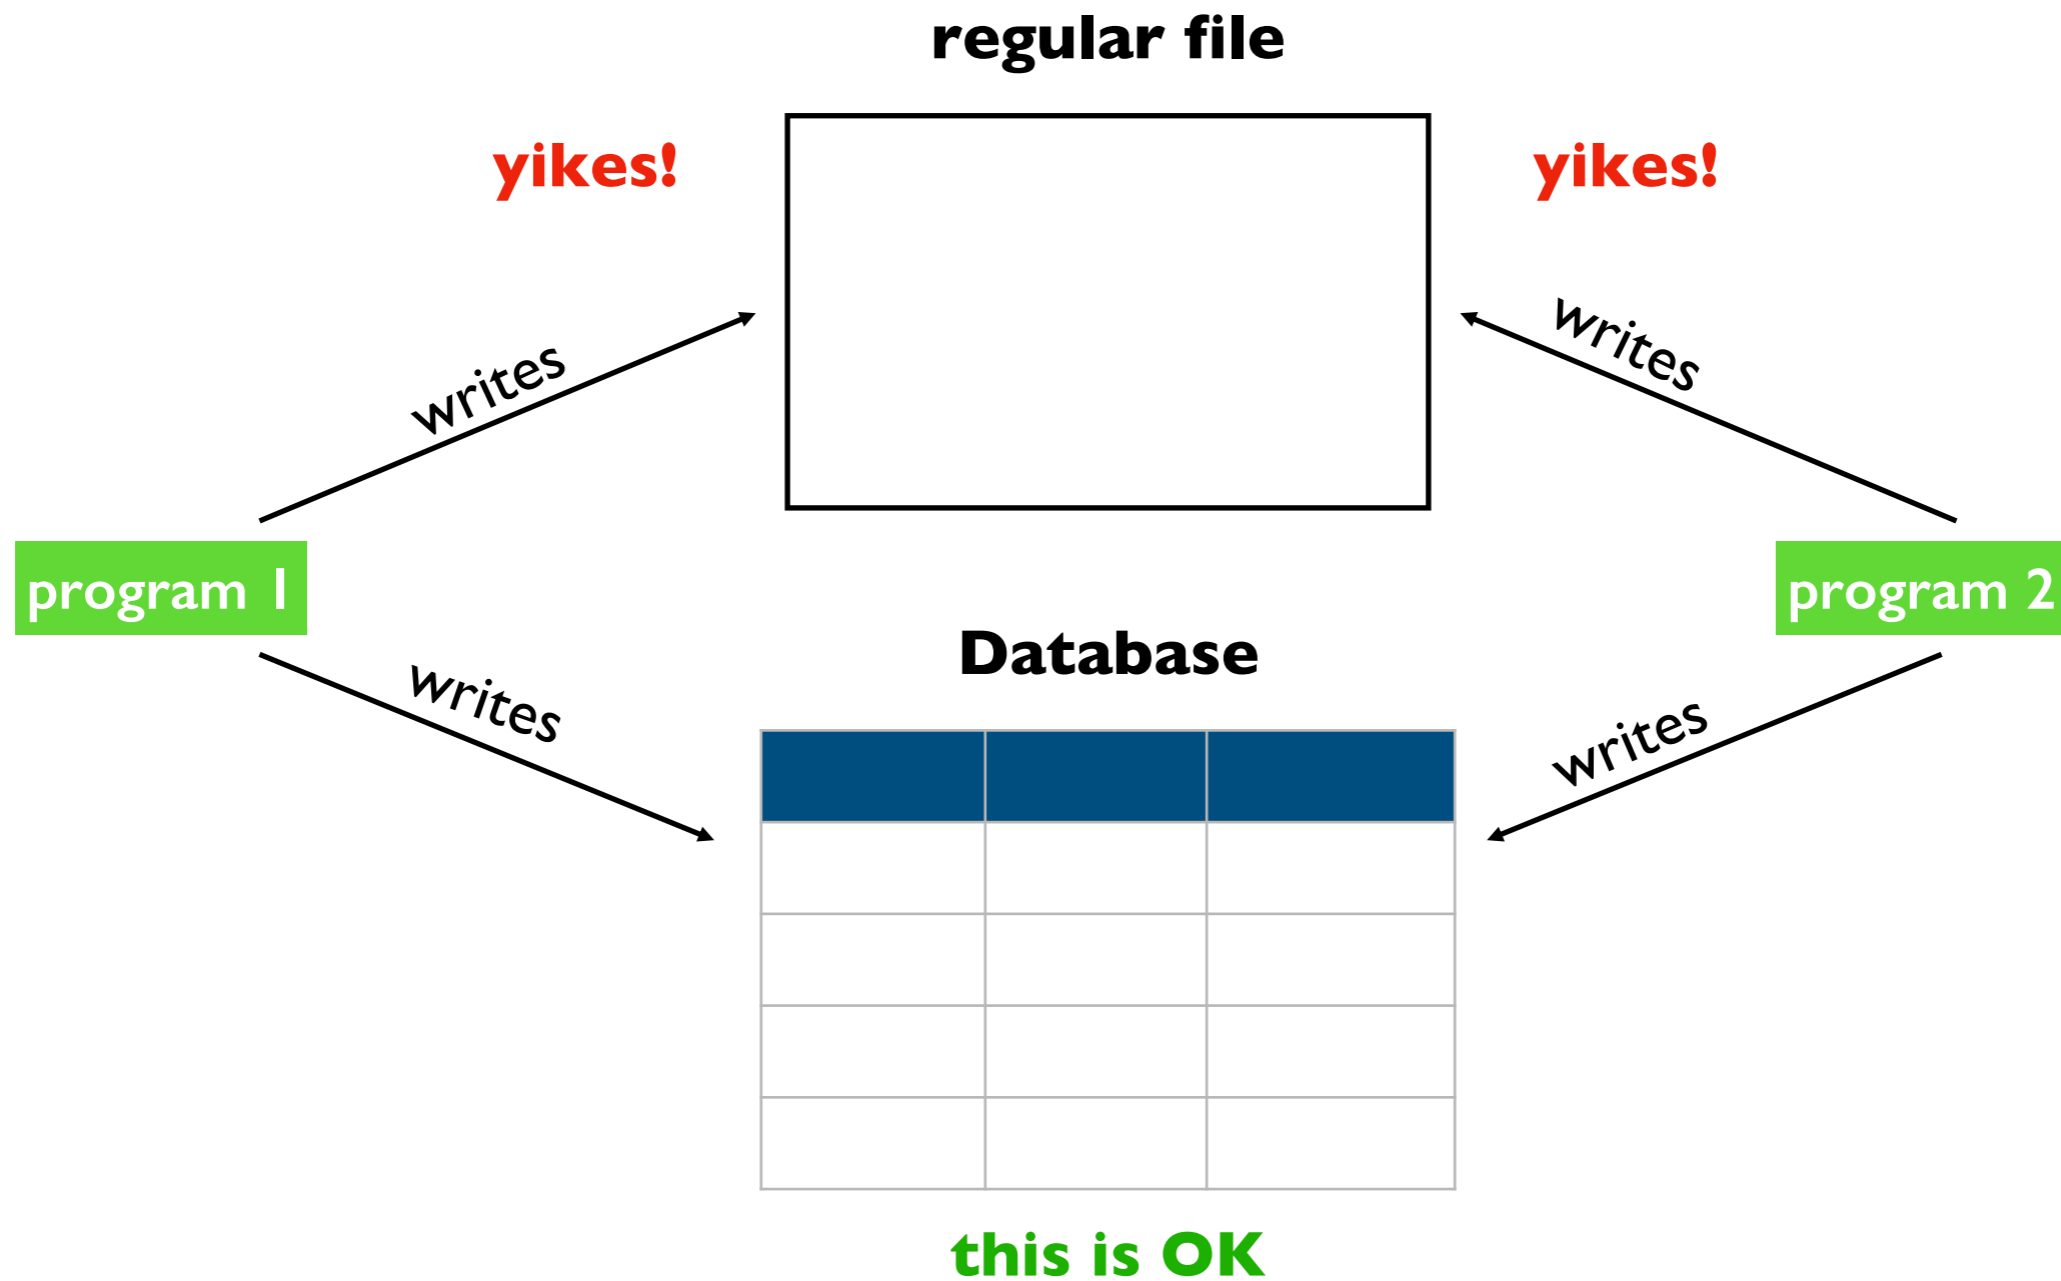 regular file
yikes!
yikes!
writes
writes
program 1
program 2
Database
writes
writes
this is OK